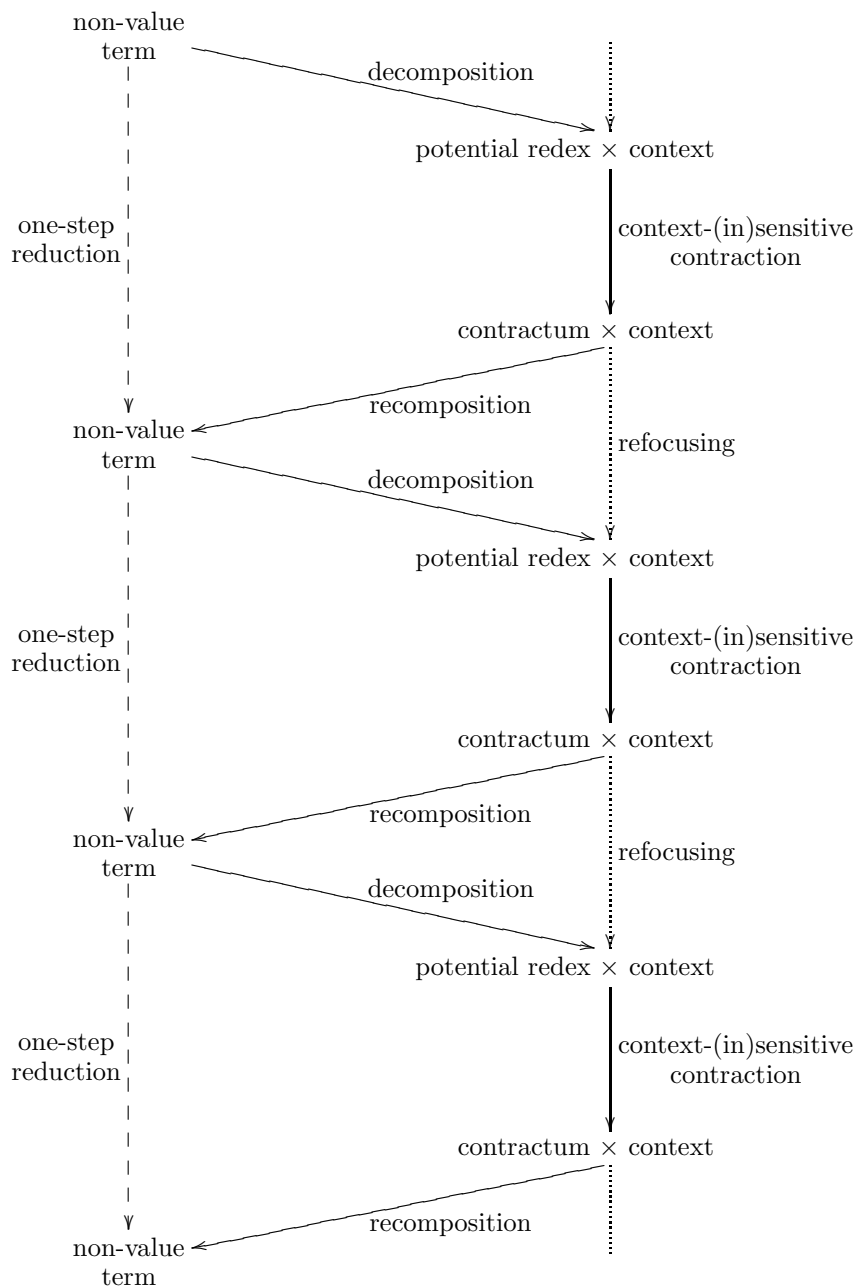 non-value
term
decomposition
potential redex × context
one-step
reduction
context-(in)sensitive
contraction
contractum × context
recomposition
non-value
term
refocusing
decomposition
potential redex × context
one-step
reduction
context-(in)sensitive
contraction
contractum × context
recomposition
non-value
term
refocusing
decomposition
potential redex × context
one-step
reduction
context-(in)sensitive
contraction
contractum × context
recomposition
non-value
term